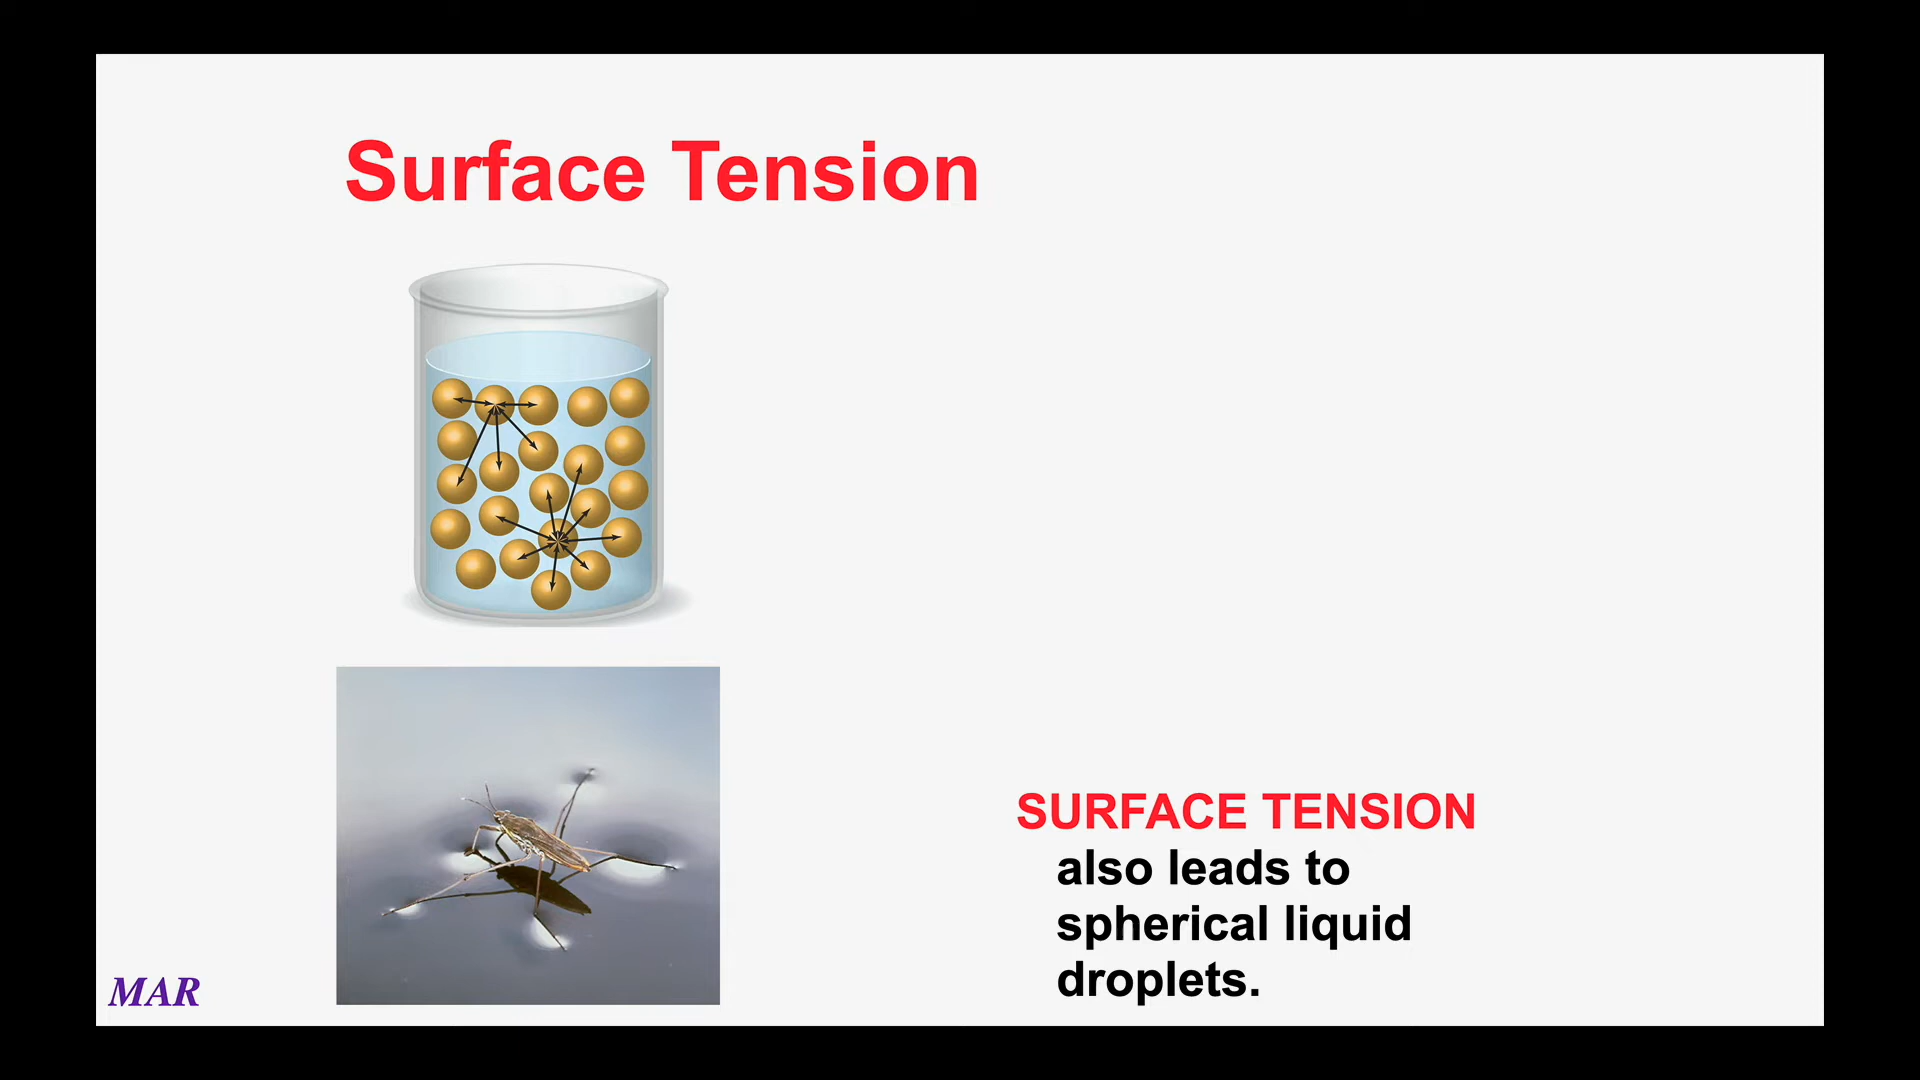 Surface Tension
SURFACE TENSION
also leads to
spherical liquid
droplets.
MAR